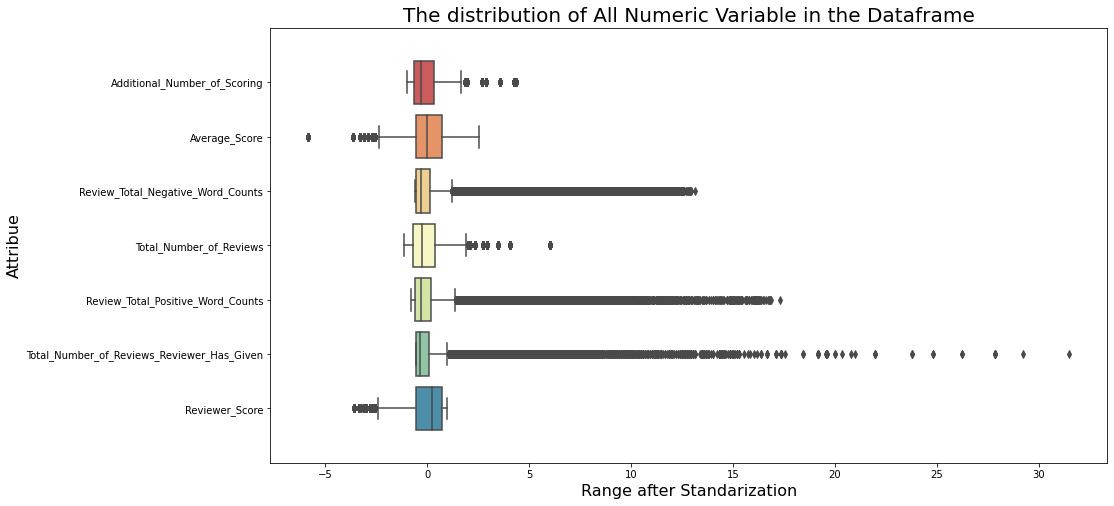 The distribution of All Numeric Variable in the Dataframe
Attribue
Additional_Number_of_Scoring
Average_Score
Review_Total_Negative_Word_Counts
Total_Number_of_Reviews
Review_Total_Positive_Word_Counts
Total_Number_of_Reviews_Reviewer_Has_Given
Reviewer_Score
−5 0 5 10 15 20 25 30
Range after Standarization